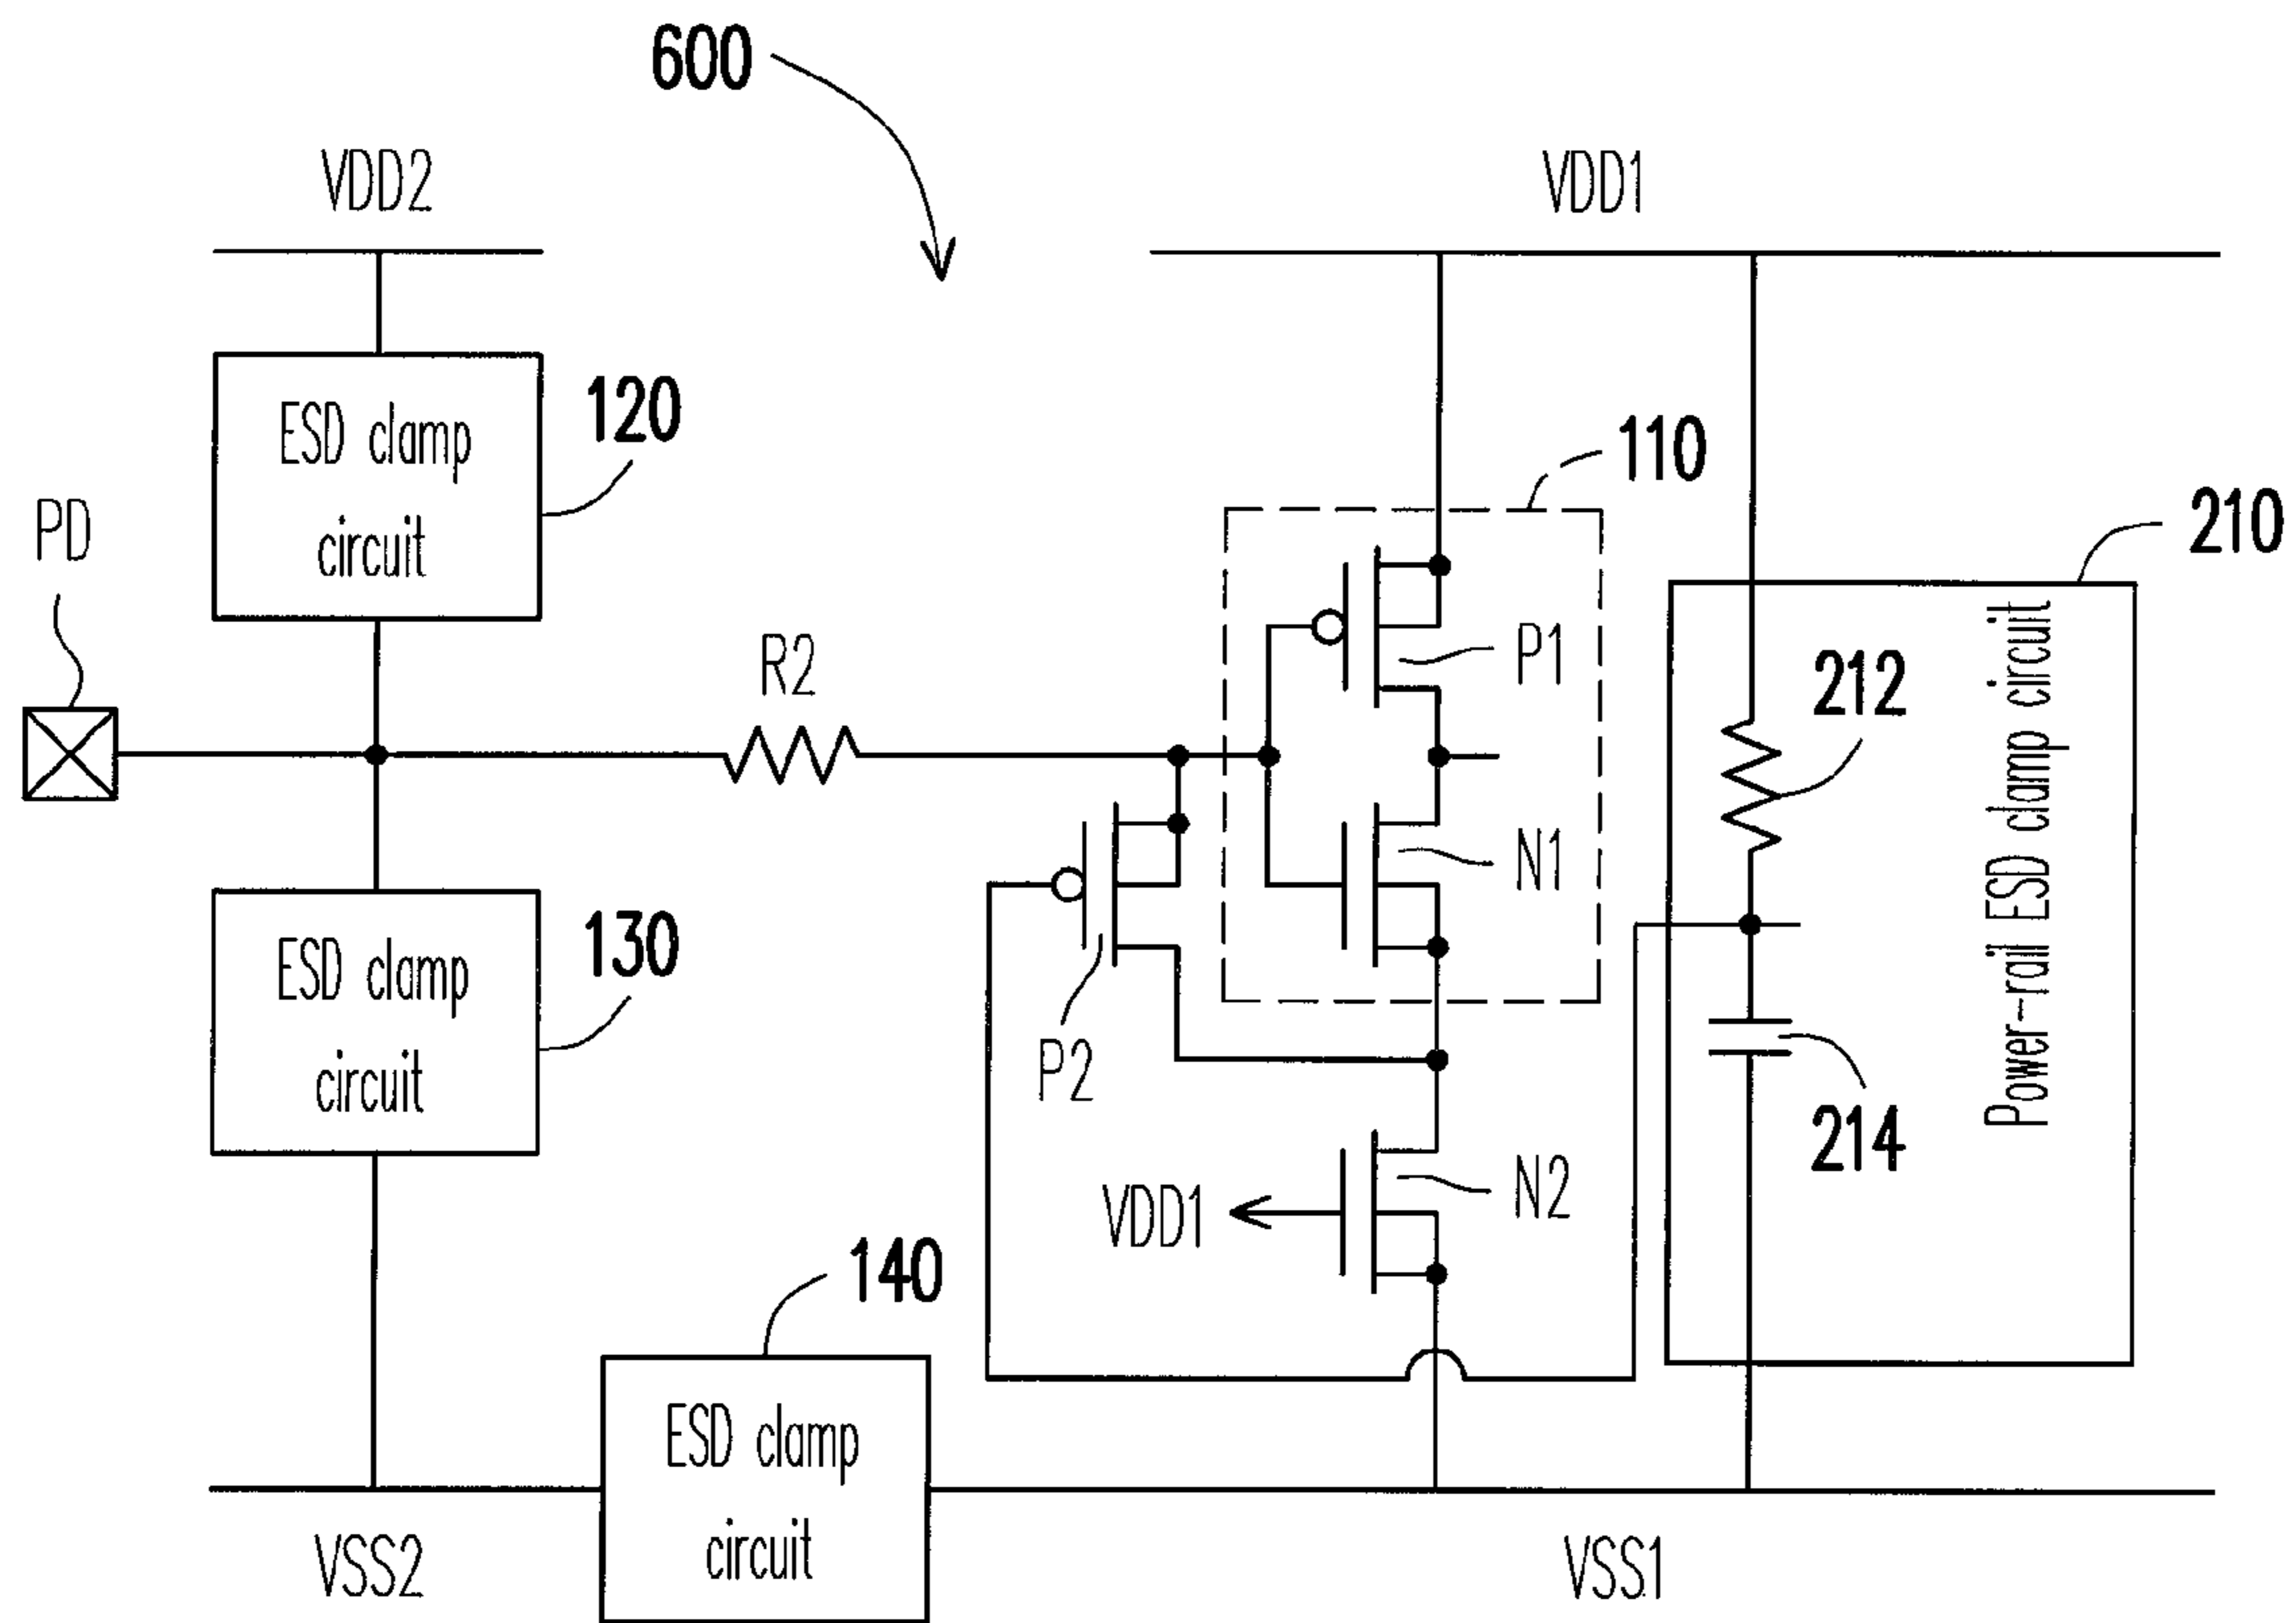 600
VDD2
VDD1
ESD clamp
circuit
120
110
PD
210
R2
P1
212
Power-rail ESD clamp circuit
N1
ESD clamp
circuit
130
P2
214
VDD1
N2
140
ESD clamp
circuit
VSS2
VSS1